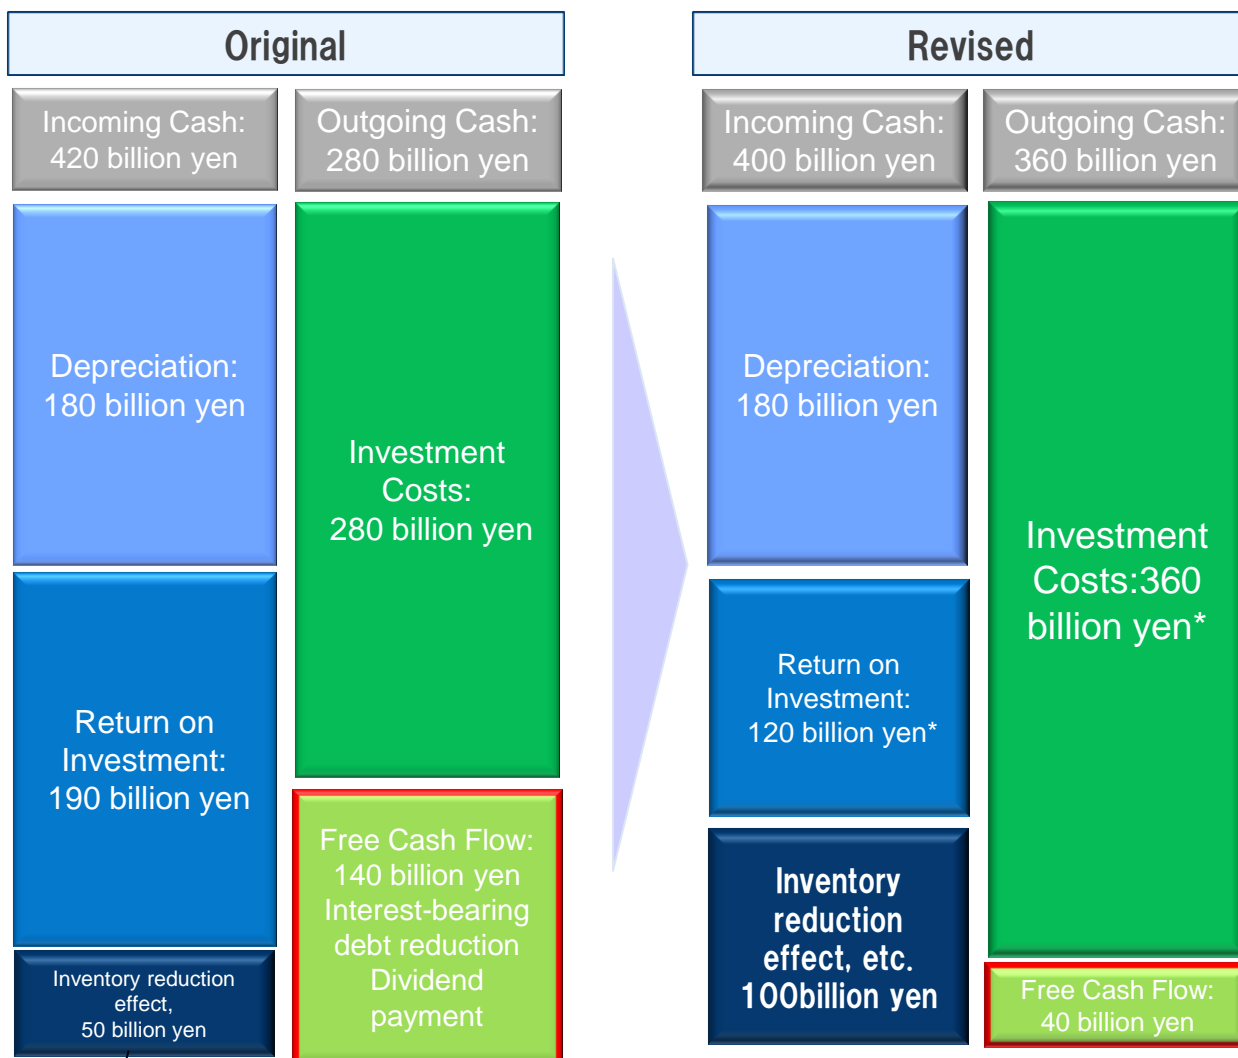 Original
Incoming Cash:
420 billion yen
Outgoing Cash:
280 billion yen
Depreciation:
180 billion yen
Investment
Costs:
280 billion yen
Return on
Investment:
190 billion yen
Free Cash Flow:
140 billion yen
Interest-bearing
debt reduction
Dividend
payment
Inventory reduction
effect,
50 billion yen
Revised
Incoming Cash:
400 billion yen
Outgoing Cash:
360 billion yen
Depreciation:
180 billion yen
Investment
Costs:360
billion yen*
Return on
Investment:
120 billion yen*
Inventory
reduction
effect, etc.
100billion yen
Free Cash Flow:
40 billion yen